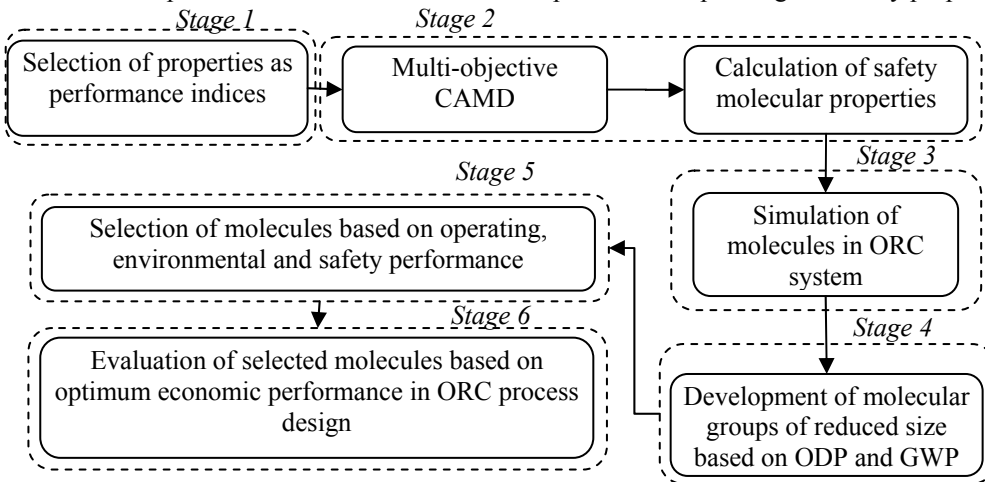 Stage 1
Selection of properties as
performance indices
Stage 2
Multi-objective
CAMD
Calculation of safety
molecular properties
Stage 3
Simulation of
molecules in ORC
system
Stage 4
Development of molecular
groups of reduced size
based on ODP and GWP
Stage 5
Selection of molecules based on operating,
environmental and safety performance
Stage 6
Evaluation of selected molecules based on
optimum economic performance in ORC process
design